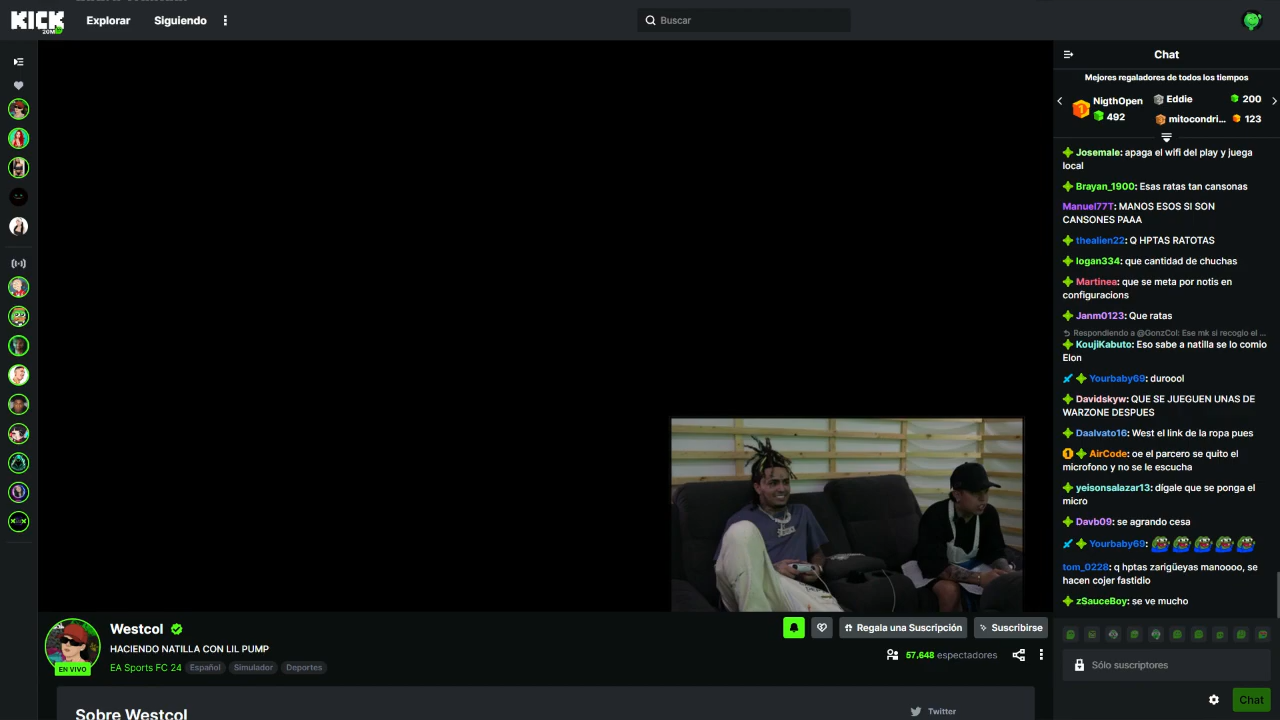 KICK
20M
Explorar
Siguiendo
Buscar
Chat
Mejores regaladores de todos los tiempos
NigthOpen
492
Eddie
200
mitocondri...
123
Josemale: apaga el wifi del play y juega
local
Brayan_1900: Esas ratas tan cansonas
Manuel77T: MANOS ESOS SI SON
CANSONES PAAA
thealien22: Q HPTAS RATOTAS
logan334: que cantidad de chuchas
Martinea: que se meta por notis en
configuracions
Janm0123: Que ratas
Respondiendo a @GonzCol: Ese mk si recogio el ...
KoujiKabuto: Eso sabe a natilla se lo comio
Elon
Yourbaby69: duroool
Davidskyw: QUE SE JUEGUEN UNAS DE
WARZONE DESPUES
Daalvato16: West el link de la ropa pues
AirCode: oe el parcero se quito el
microfono y no se le escucha
yeisonsalazar13: dígale que se ponga el
micro
Davb09: se agrando cesa
Yourbaby69:
tom_0228: q hptas zarigüeyas manoooo, se
hacen cojer fastidio
zSauceBoy: se ve mucho
Sólo suscriptores
Chat
Westcol
HACIENDO NATILLA CON LIL PUMP
EN VIVO
EA Sports FC 24
Español
Simulador
Deportes
Regala una Suscripción
Suscribirse
57,648 espectadores
Sobre Westcol
Twitter